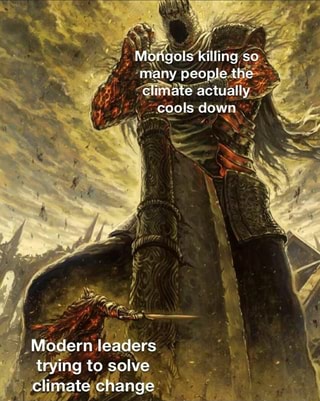 Mongols killing so
many people the
climate actually
cools down
Modern leaders
trying to solve
climate change